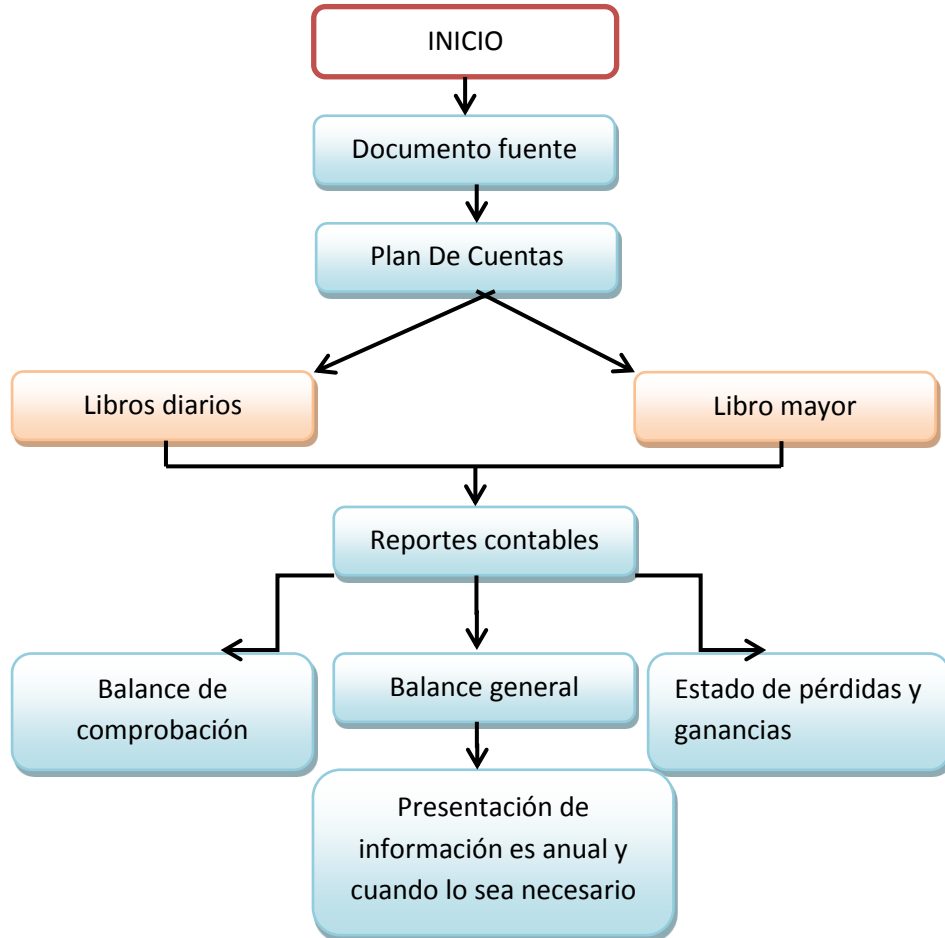 INICIO
Documento fuente
Plan De Cuentas
Libros diarios
Libro mayor
Reportes contables
Balance de
comprobación
Balance general
Estado de pérdidas y
ganancias
Presentación de
información es anual y
cuando lo sea necesario